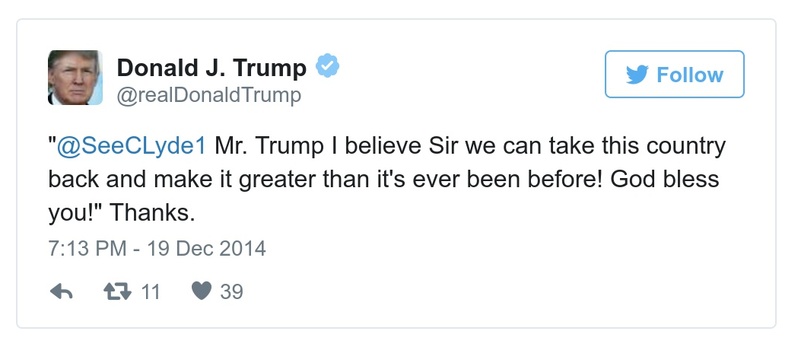 Donald J. Trump
@realDonaldTrump
Follow
"@SeeCLyde1 Mr. Trump I believe Sir we can take this country
back and make it greater than it's ever been before! God bless
you!" Thanks.
7:13 PM - 19 Dec 2014
11 39